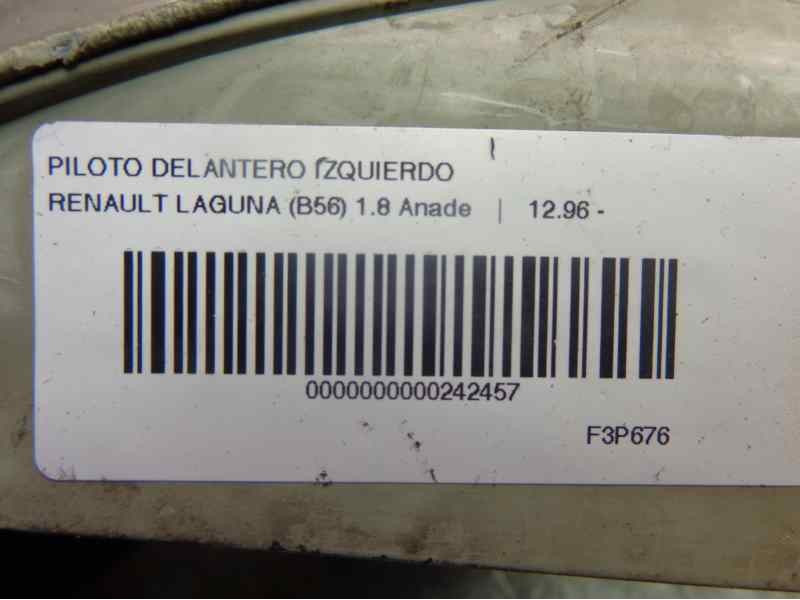 PILOTO DELANTERO IZQUIERDO
RENAULT LAGUNA (B56) 1.8 Anade | 12.96 -
0000000000242457
F3P676